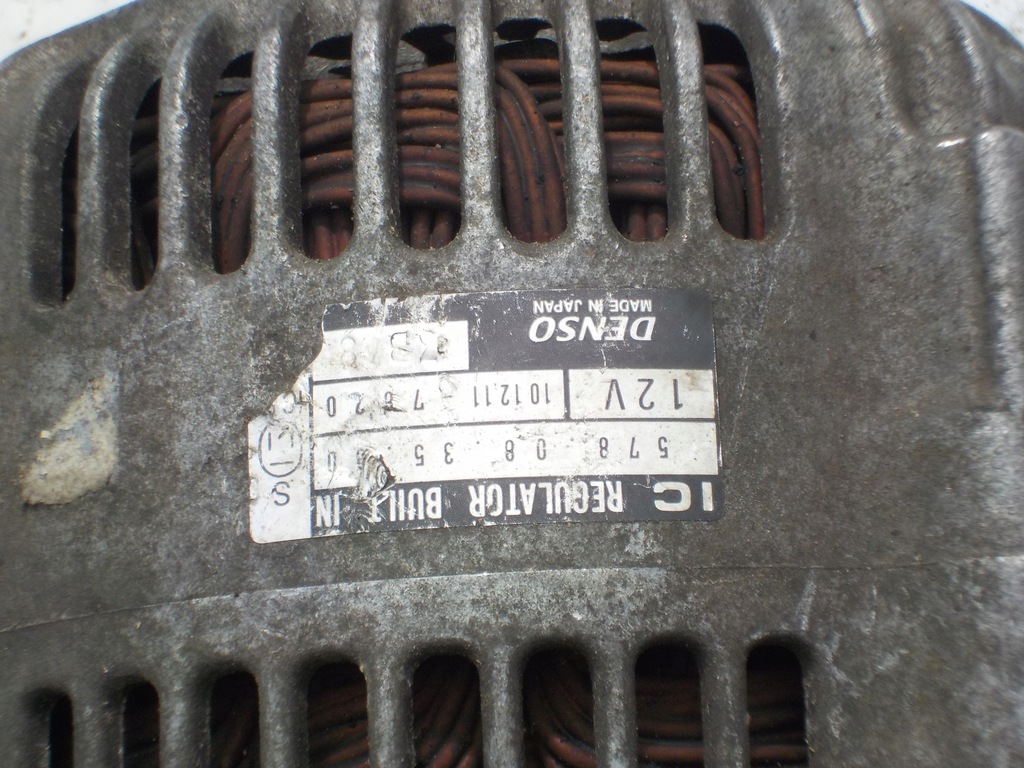 IC REGULATOR BUILT IN
S
578 08 35
12V 101211-7620
DENSO
MADE IN JAPAN